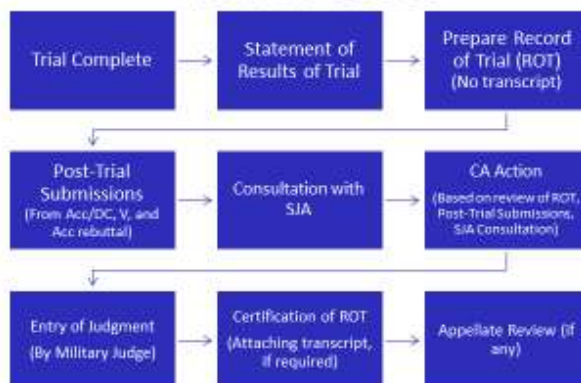 Trial Complete
Statement of
Results of Trial
Prepare Record
of Trial (ROT)
(No transcript)
Post-Trial
Submissions
(From Acc/DC, V, and
Acc rebuttal)
Consultation with
SJA
CA Action
(Based on review of ROT,
Post-Trial Submissions,
SJA Consultation)
Entry of Judgment
(By Military Judge)
Certification of ROT
(Attaching transcript,
if required)
Appellate Review (if
any)